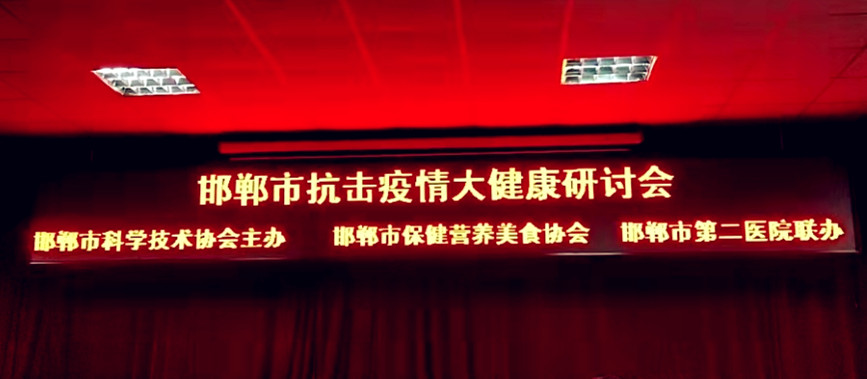 邯郸市抗击疫情大健康研讨会
邯郸市科学技术协会主办 邯郸市保健营养美食协会 邯郸市第二医院联办